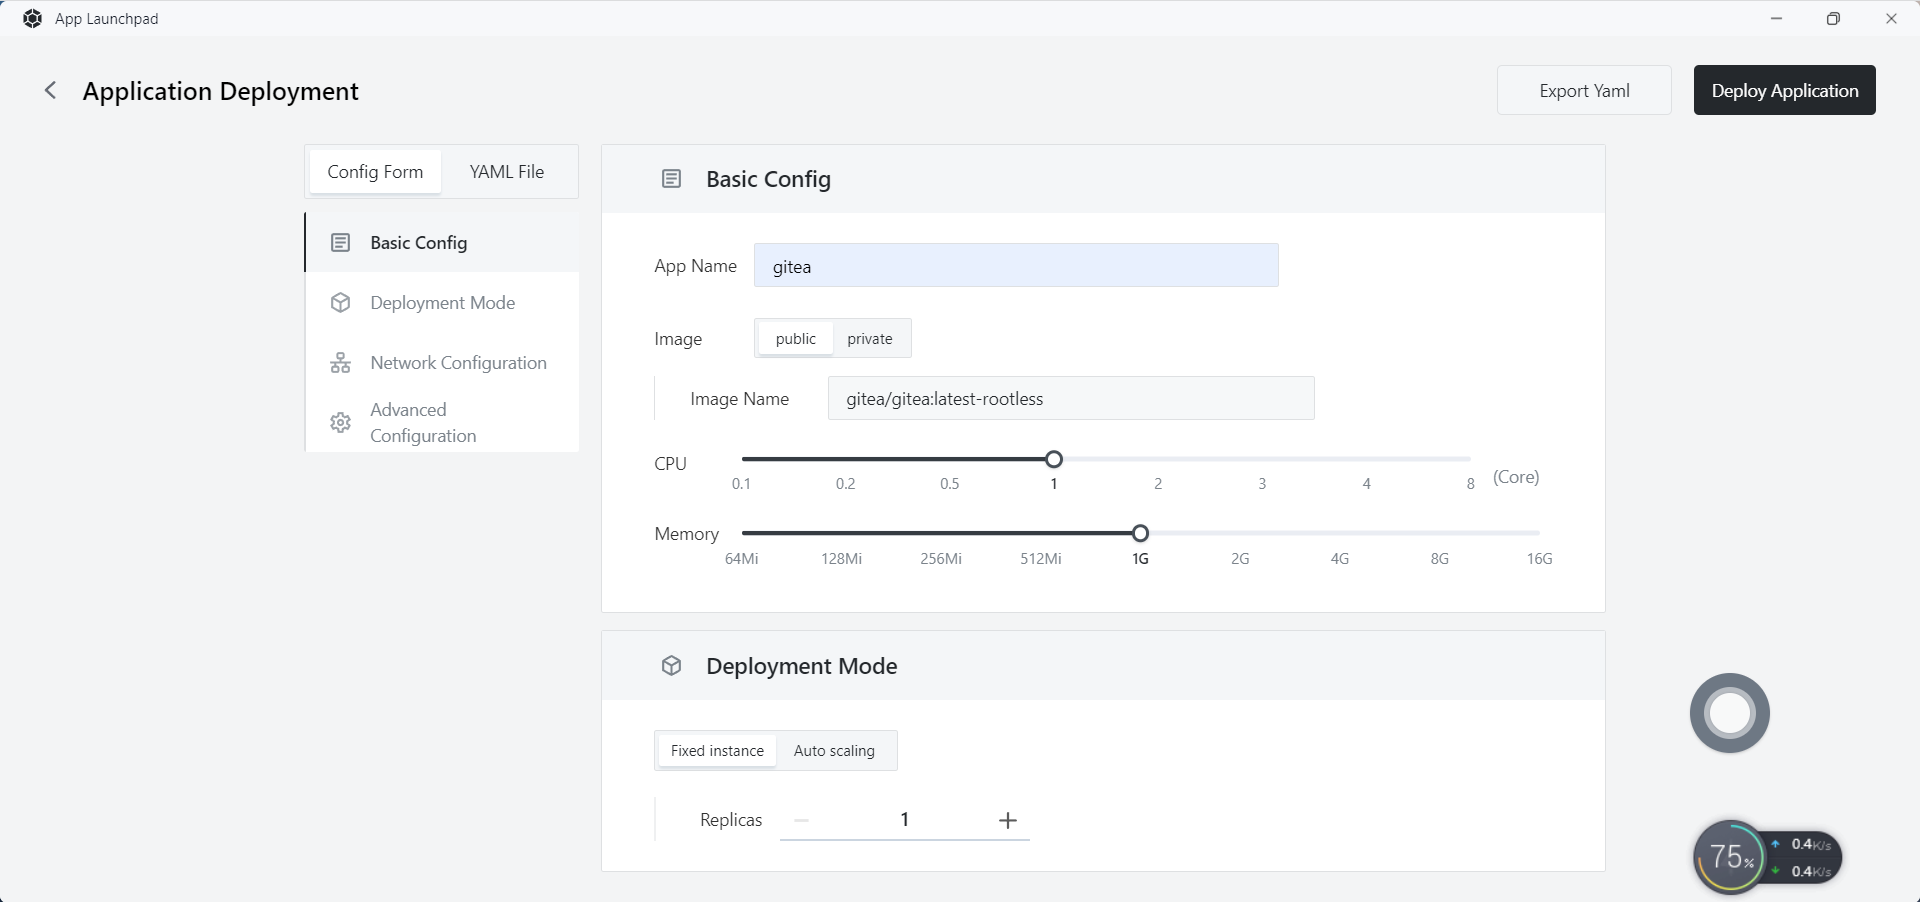 App Launchpad
Application Deployment
Export Yaml
Deploy Application
Config Form
YAML File
Basic Config
Deployment Mode
Network Configuration
Advanced
Configuration
Basic Config
App Name
gitea
Image
public
private
Image Name
gitea/gitea:latest-rootless
CPU
0.1
0.2
0.5
1
2
3
4
8
(Core)
Memory
64Mi
128Mi
256Mi
512Mi
1G
2G
4G
8G
16G
Deployment Mode
Fixed instance
Auto scaling
Replicas
1
75%
0.4K/s
0.4K/s